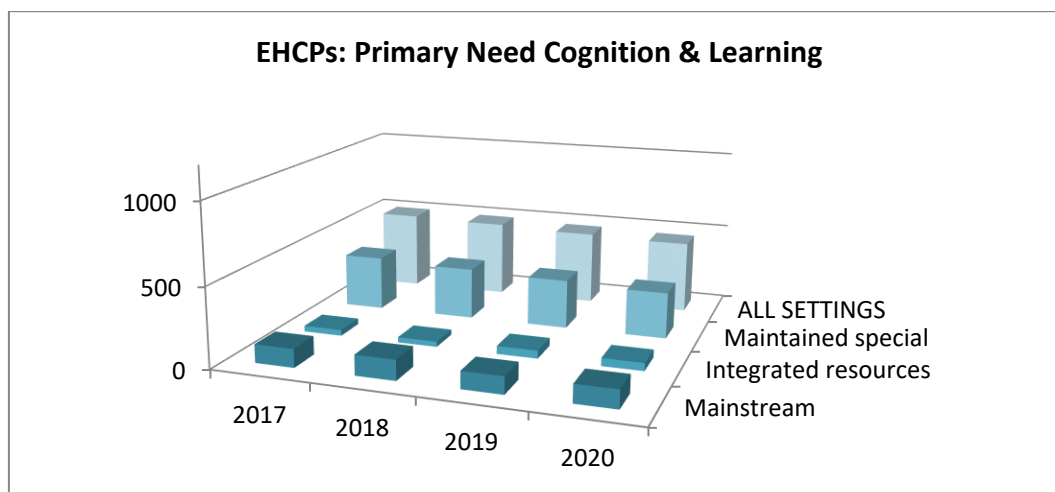 EHCPs: Primary Need Cognition & Learning
1000
500
0
2017
2018
2019
2020
ALL SETTINGS
Maintained special
Integrated resources
Mainstream